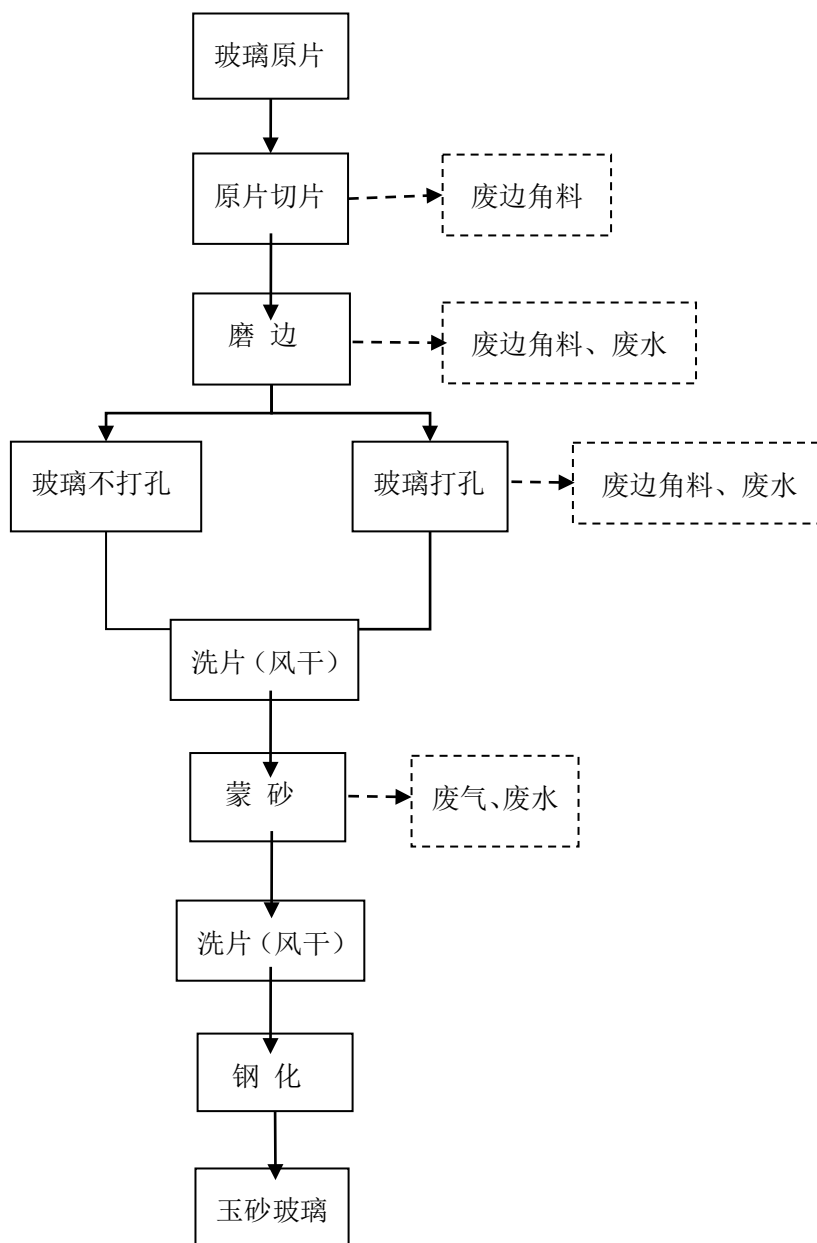 玻璃原片
原片切片
废边角料
磨 边
废边角料、废水
玻璃不打孔
玻璃打孔
废边角料、废水
洗片（风干）
蒙 砂
废气、废水
洗片（风干）
钢 化
玉砂玻璃